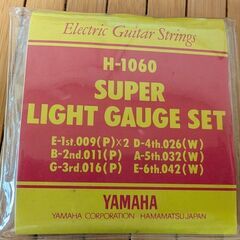 Electric Guitar Strings
H-1060
SUPER
LIGHT GAUGE SET
E-1st.009(P)×2 D-4th.026(W)
B-2nd.011(P) A-5th.032(W)
G-3rd.016(P) E-6th.042(W)
YAMAHA
YAMAHA CORPORATION HAMAMATSU JAPAN